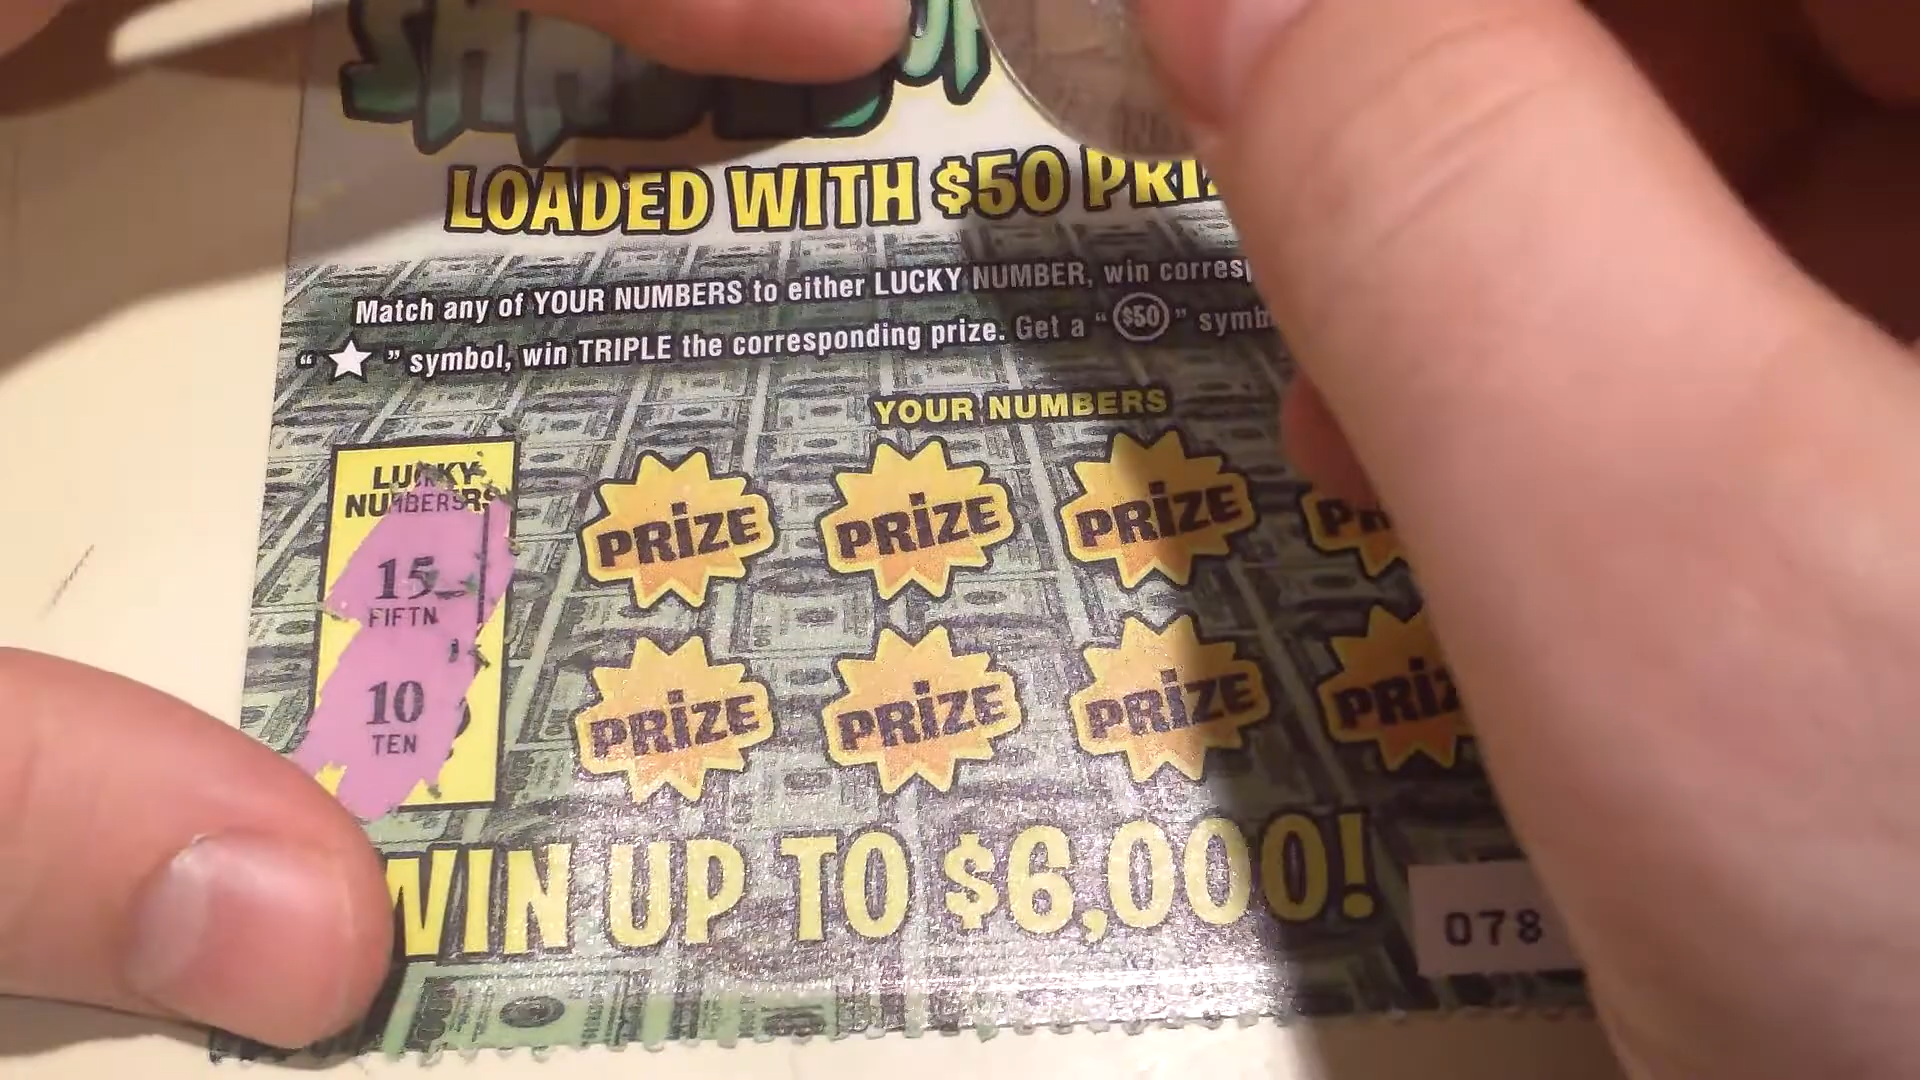 LOADED WITH $50
Match any of YOUR NUMBERS to either LUCKY NUMBER, win
“ ★ ” symbol, win TRIPLE the corresponding prize. Get a “$50”
YOUR NUMBERS
LUCKY
NUMBERS
NUMBERS
15
FIFTN
10
TEN
PRIZE PRIZE PRIZE
PRIZE PRIZE PRIZE
WIN UP TO $6,000!
078